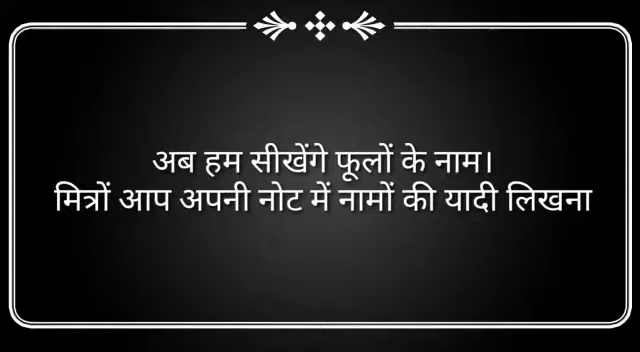 अब हम सीखेंगे फूलों के नाम।
मित्रों आप अपनी नोट में नामों की यादी लिखना